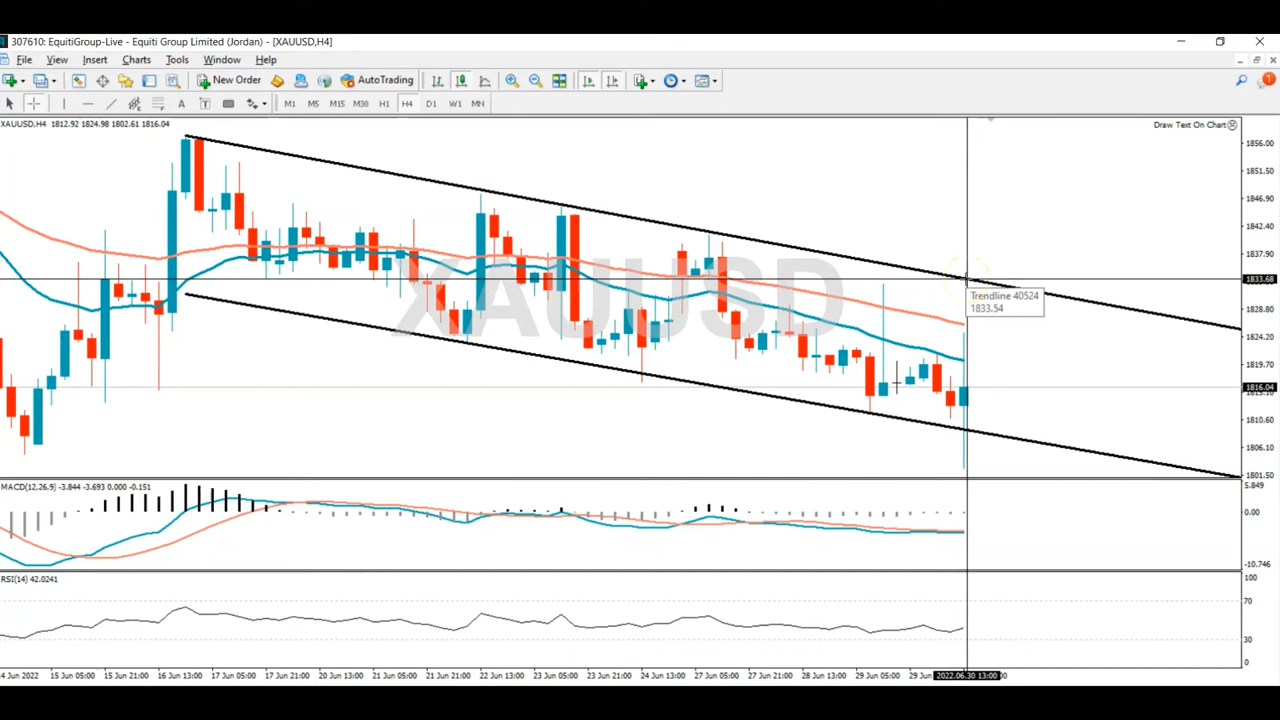 307610: EquitiGroup-Live - Equiti Group Limited (Jordan) - [XAUUSD,H4]
File View Insert Charts Tools Window Help
New Order AutoTrading 1
A T M1 M5 M15 M30 H1 H4 D1 W1 MN
XAUUSD,H4 1812.92 1824.98 1802.61 1816.04
Draw Text On Chart
XAUUSD
1856.00
1851.50
1846.90
1842.40
1837.80
1833.68
Trendline 40524
1833.54
1828.80
1824.20
1819.70
1816.04
1815.10
1810.60
1806.10
1801.50
MACD(12,26,9) -3.844 -3.693 0.000 -0.151
5.849
0.00
-10.746
RSI(14) 42.0241
100
70
30
0
4 Jun 2022 15 Jun 05:00 15 Jun 21:00 16 Jun 13:00 17 Jun 05:00 17 Jun 21:00 20 Jun 13:00 21 Jun 05:00 21 Jun 21:00 22 Jun 13:00 23 Jun 05:00 23 Jun 21:00 24 Jun 13:00 27 Jun 05:00 27 Jun 21:00 28 Jun 13:00 29 Jun 05:00 29 Jun 2022.06.30 13:00